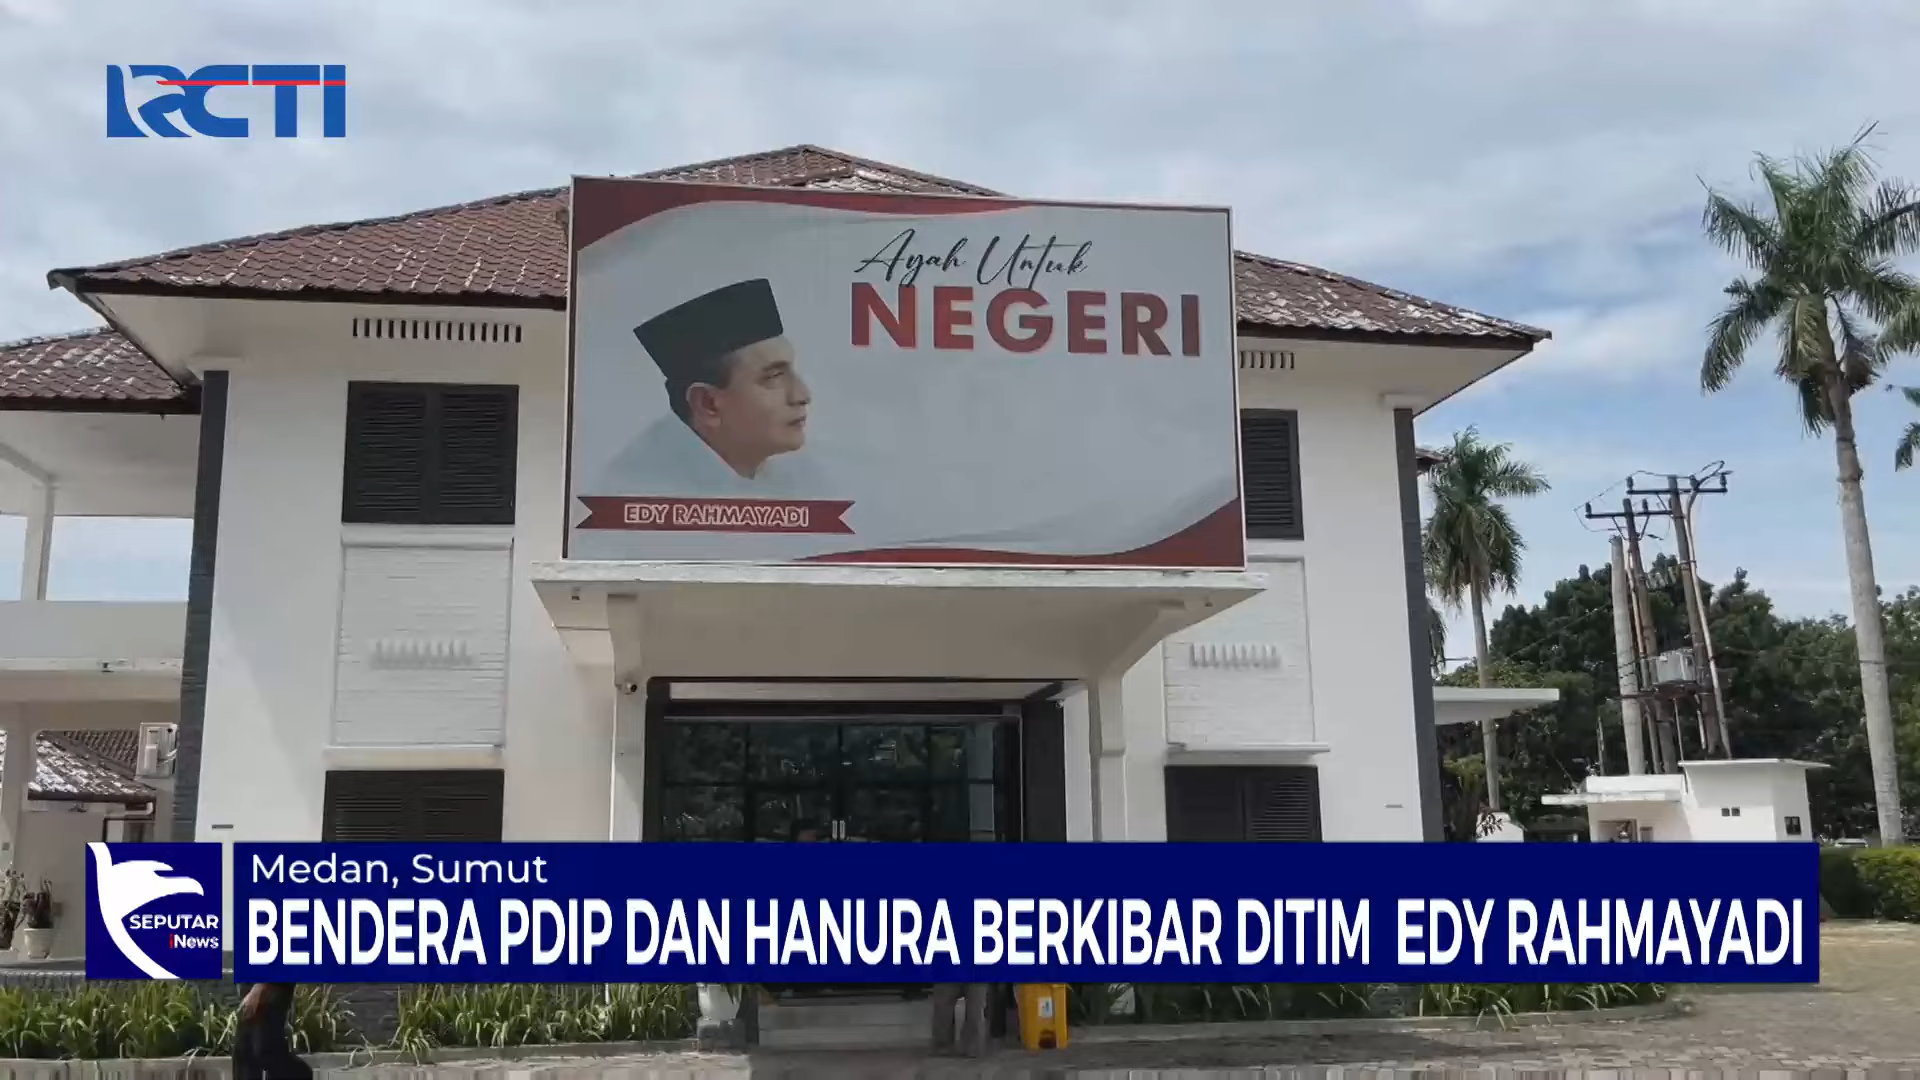 RCTI
Ayah Untuk
NEGERI
EDY RAHMAYADI
Medan, Sumut
SEPUTAR
iNews
BENDERA PDIP DAN HANURA BERKIBAR DITIM EDY RAHMAYADI